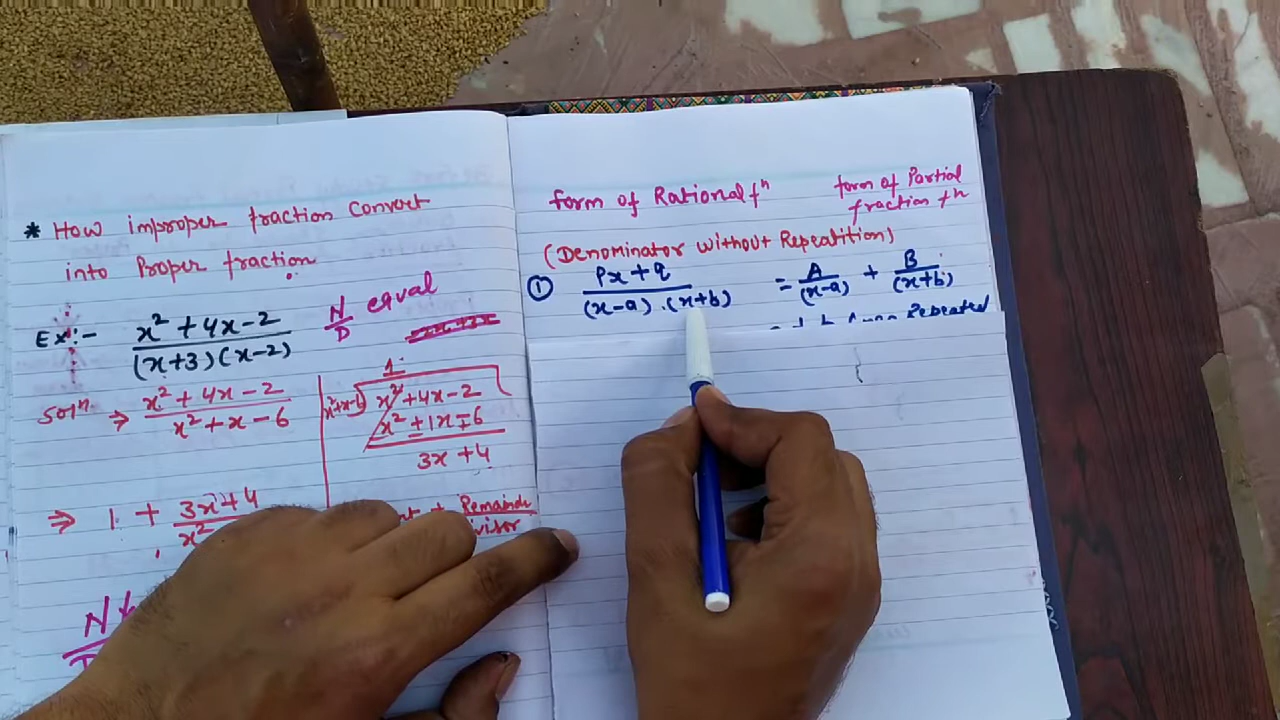 * How improper fraction convert
into Proper fraction.
Ex:- x² + 4x - 2 / (x+3)(x-2)
N/D equal
Solⁿ ⇒ x² + 4x - 2 / x² + x - 6
1
x² + 4x - 2
x² ± 1x ∓ 6
3x + 4
⇒ 1 + 3x + 4 / x²
+ Remainde
N
form of Rational fⁿ
form of Partial
fraction fⁿ
(Denominator without Repeatition)
① Px + q / (x-a).(x+b) = A/(x-a) + B/(x+b)
Repeated